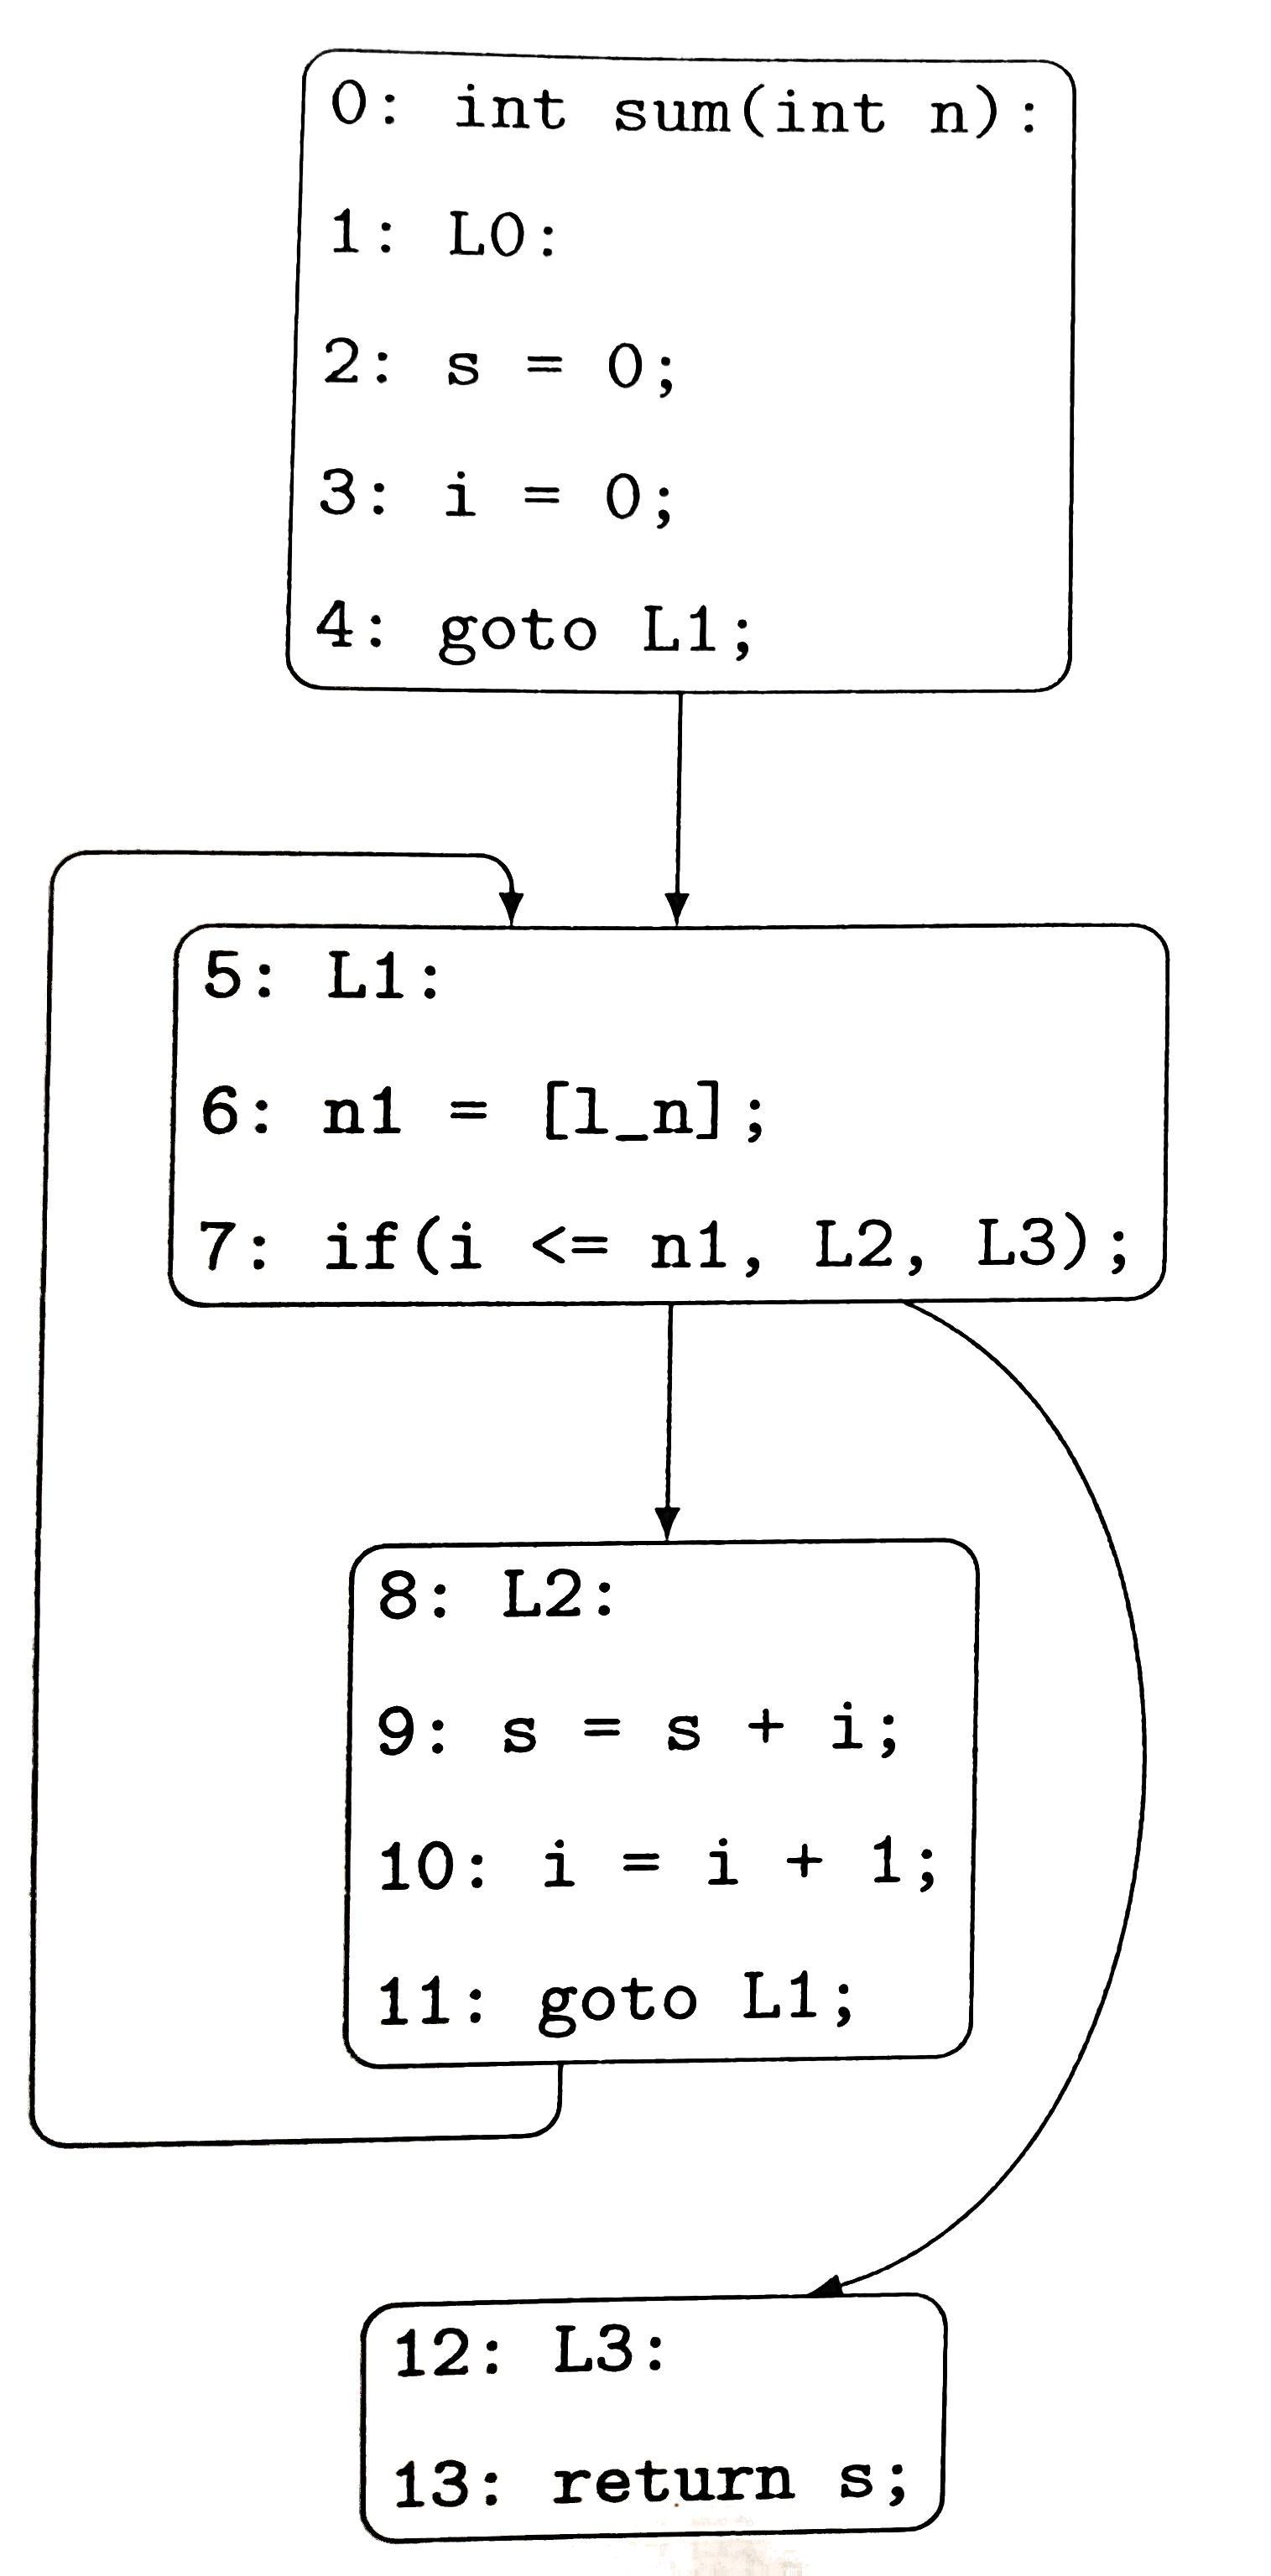 0: int sum(int n):
1: L0:
2: s = 0;
3: i = 0;
4: goto L1;
5: L1:
6: n1 = [l_n];
7: if(i <= n1, L2, L3);
8: L2:
9: s = s + i;
10: i = i + 1;
11: goto L1;
12: L3:
13: return s;